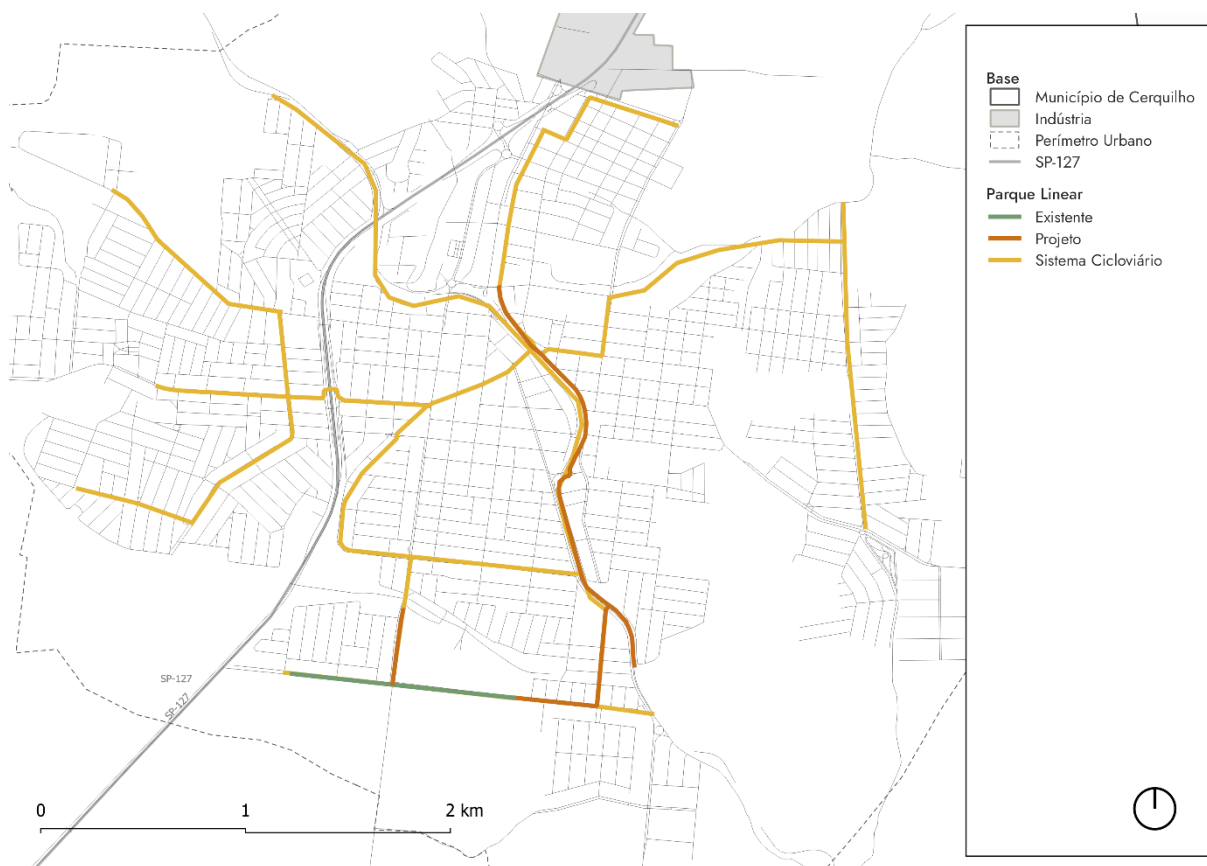 Base
Município de Cerquilho
Indústria
Perímetro Urbano
SP-127
Parque Linear
Existente
Projeto
Sistema Cicloviário
SP-127
SP-127
0 1 2 km